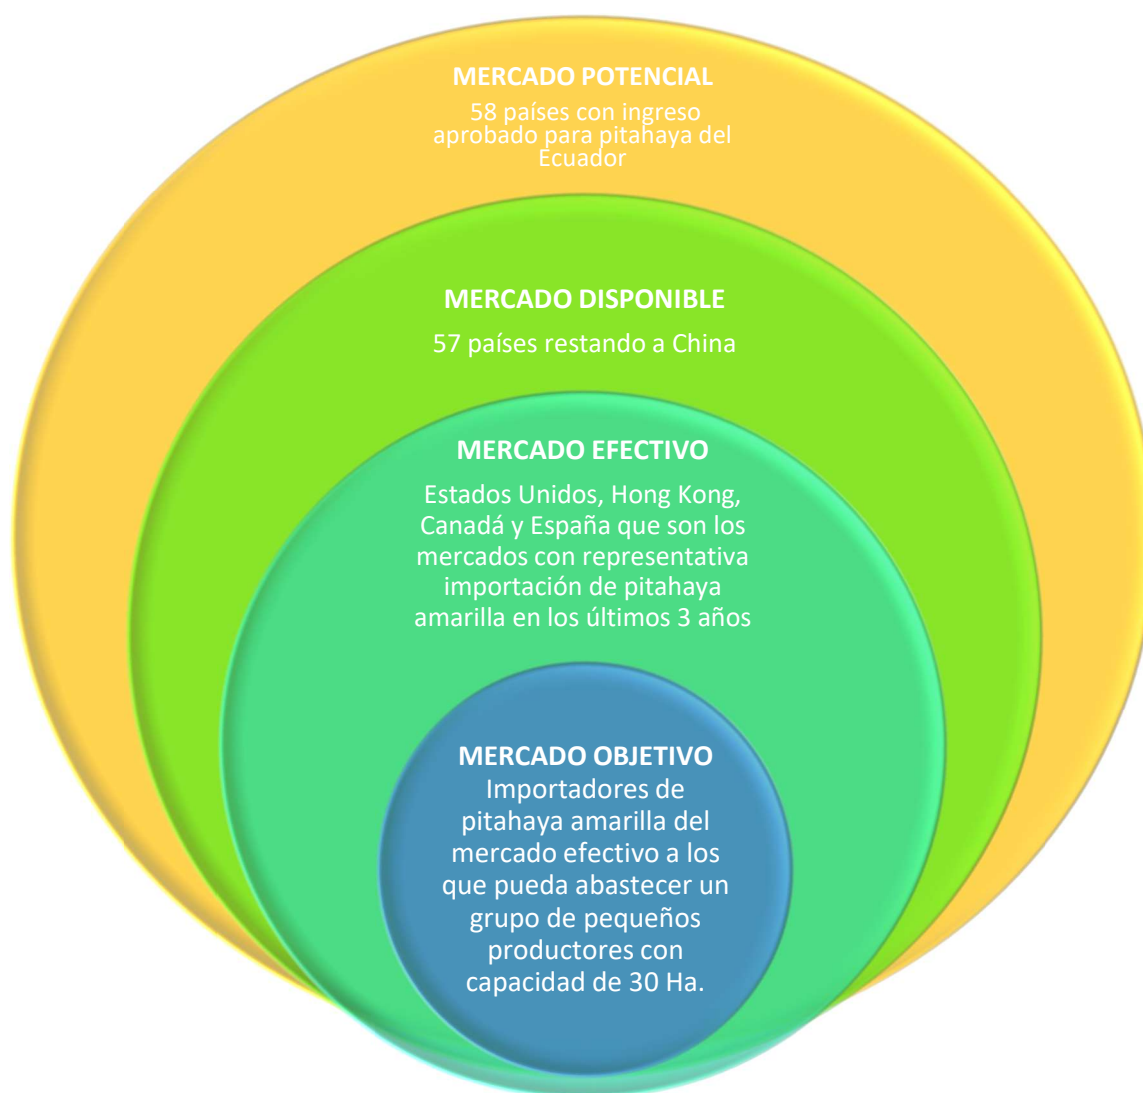 MERCADO POTENCIAL
58 países con ingreso
aprobado para pitahaya del
Ecuador
MERCADO DISPONIBLE
57 países restando a China
MERCADO EFECTIVO
Estados Unidos, Hong Kong,
Canadá y España que son los
mercados con representativa
importación de pitahaya
amarilla en los últimos 3 años
MERCADO OBJETIVO
Importadores de
pitahaya amarilla del
mercado efectivo a los
que pueda abastecer un
grupo de pequeños
productores con
capacidad de 30 Ha.